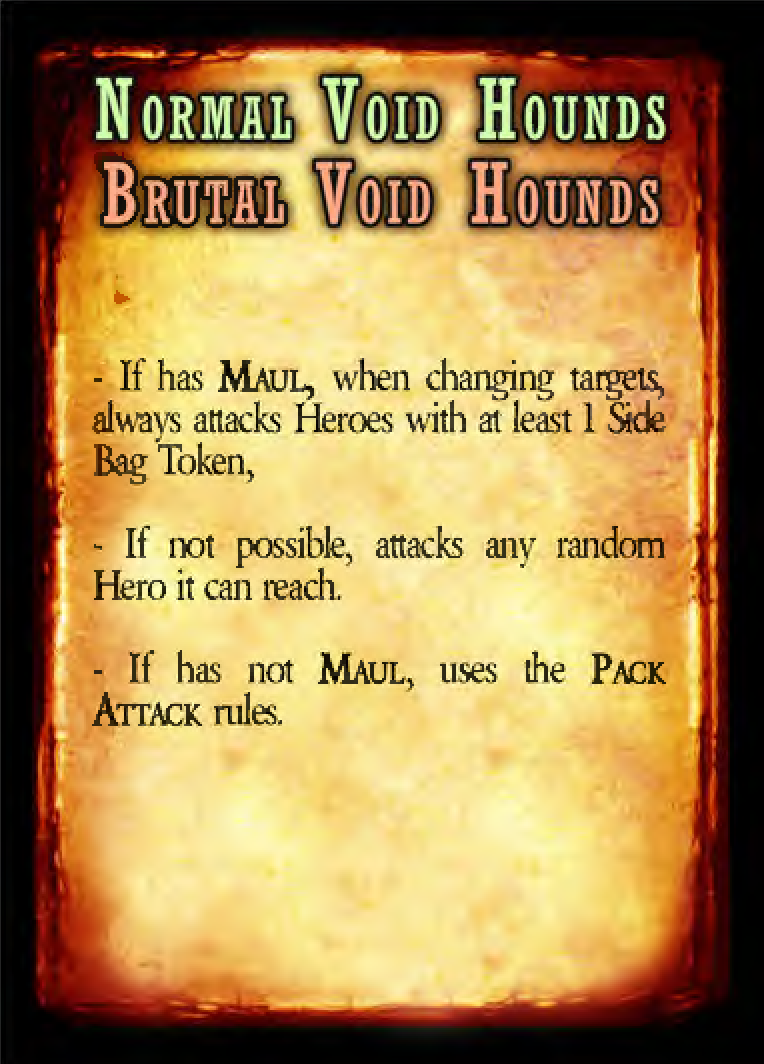 Normal Void Hounds
Brutal Void Hounds
- If has Maul, when changing targets,
always attacks Heroes with at least 1 Side
Bag Token,
- If not possible, attacks any random
Hero it can reach.
- If has not Maul, uses the Pack
Attack rules.